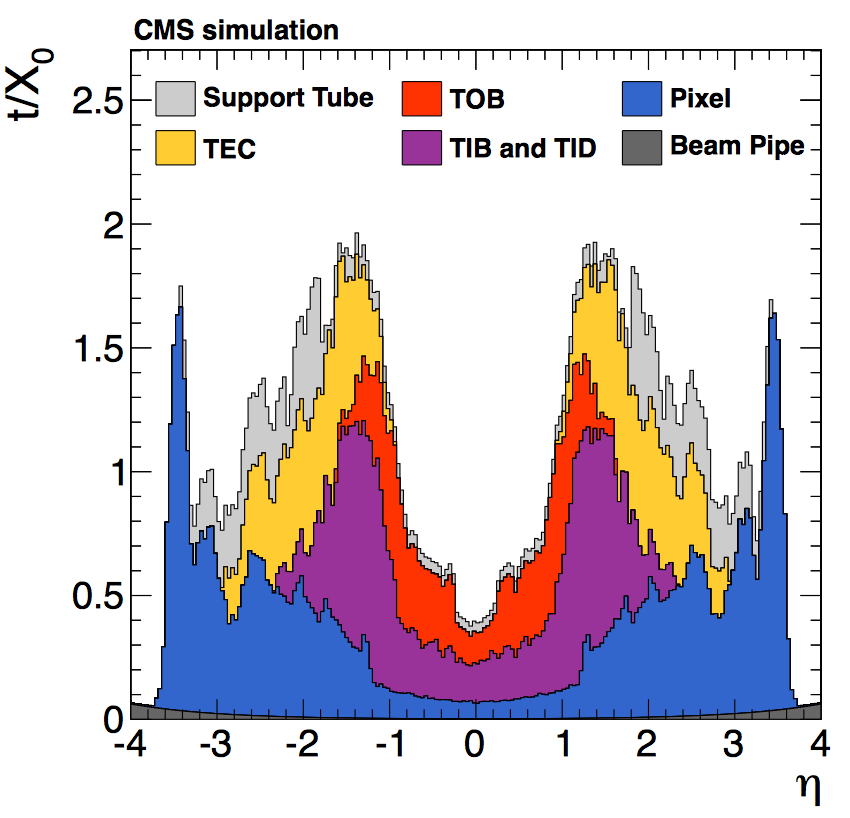 CMS simulation
t/X0
2.5
2
1.5
1
0.5
0
Support Tube TOB Pixel
TEC TIB and TID Beam Pipe
-4 -3 -2 -1 0 1 2 3 4
η